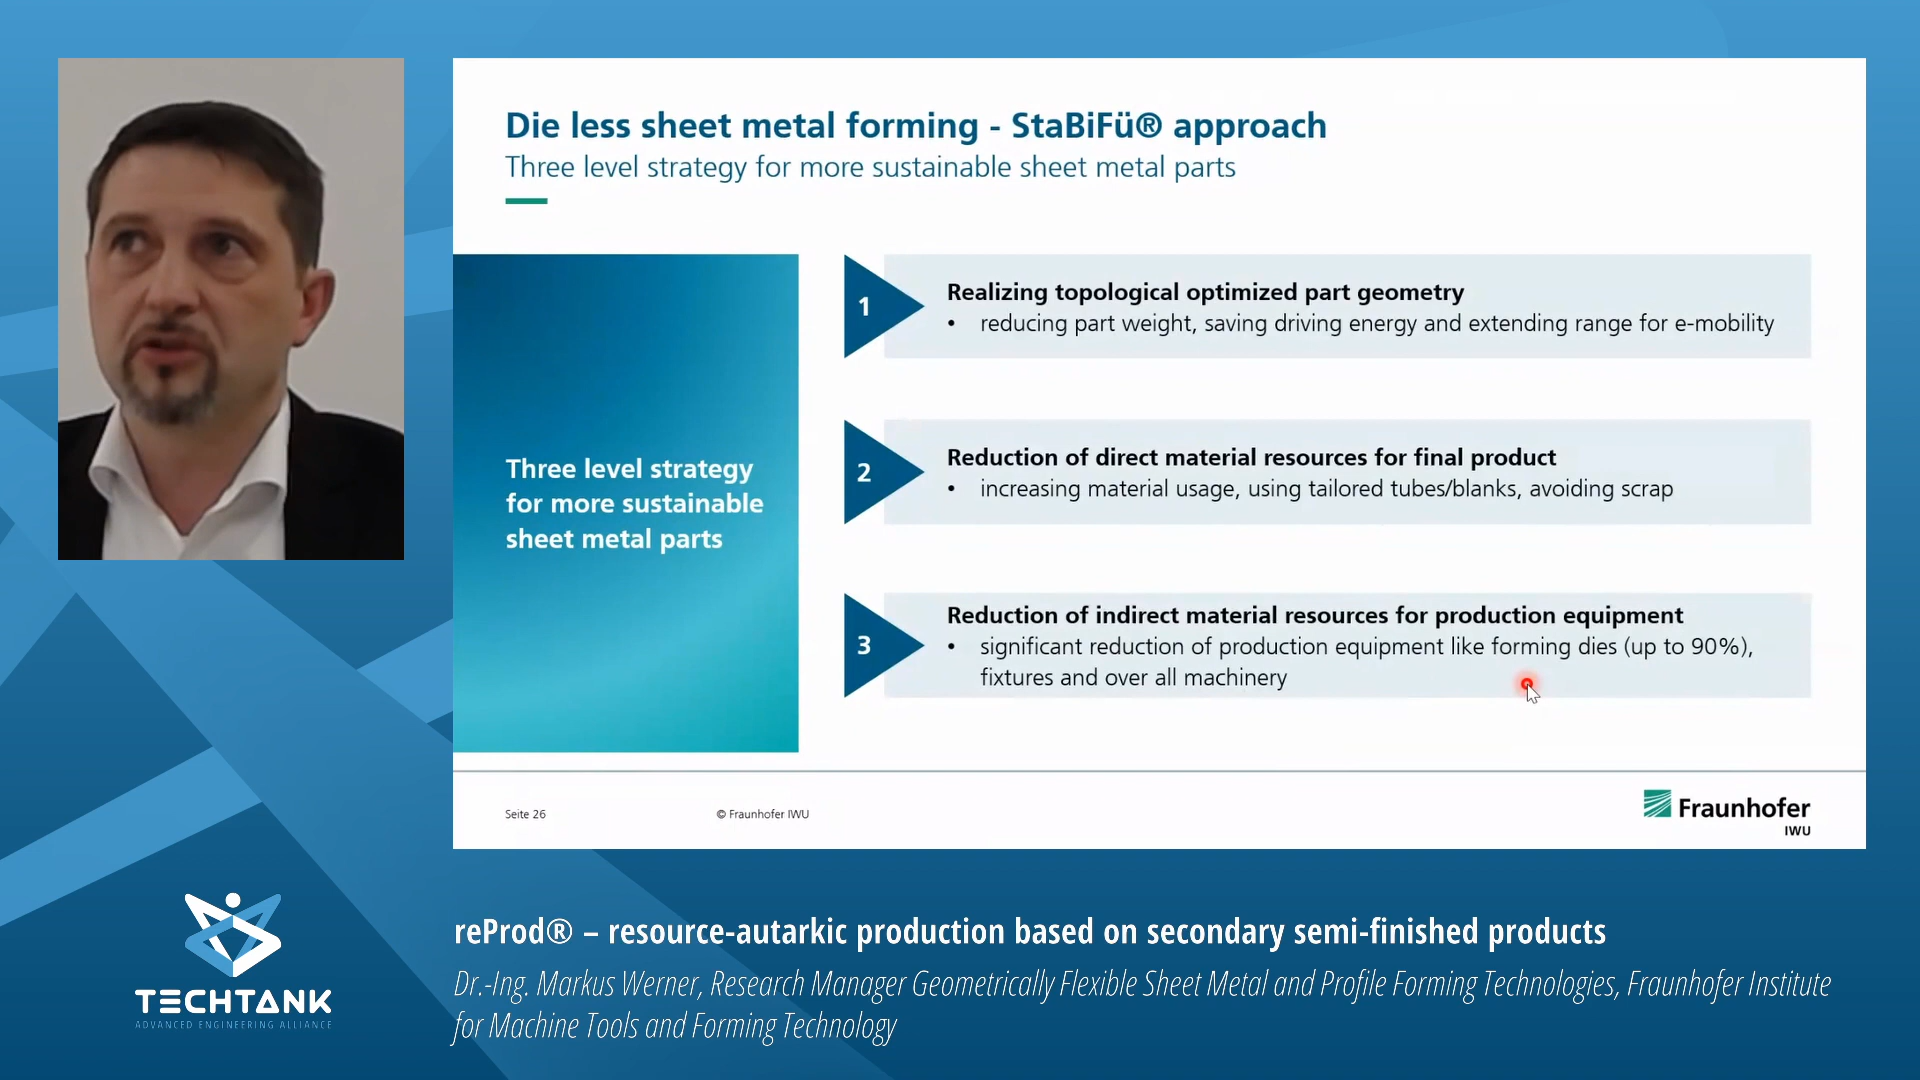 Die less sheet metal forming - StaBiFü® approach
Three level strategy for more sustainable sheet metal parts
Three level strategy
for more sustainable
sheet metal parts
1
Realizing topological optimized part geometry
• reducing part weight, saving driving energy and extending range for e-mobility
2
Reduction of direct material resources for final product
• increasing material usage, using tailored tubes/blanks, avoiding scrap
3
Reduction of indirect material resources for production equipment
• significant reduction of production equipment like forming dies (up to 90%),
fixtures and over all machinery
Seite 26
© Fraunhofer IWU
Fraunhofer
IWU
TECHTANK
ADVANCED ENGINEERING ALLIANCE
reProd® – resource-autarkic production based on secondary semi-finished products
Dr.-Ing. Markus Werner, Research Manager Geometrically Flexible Sheet Metal and Profile Forming Technologies, Fraunhofer Institute
for Machine Tools and Forming Technology